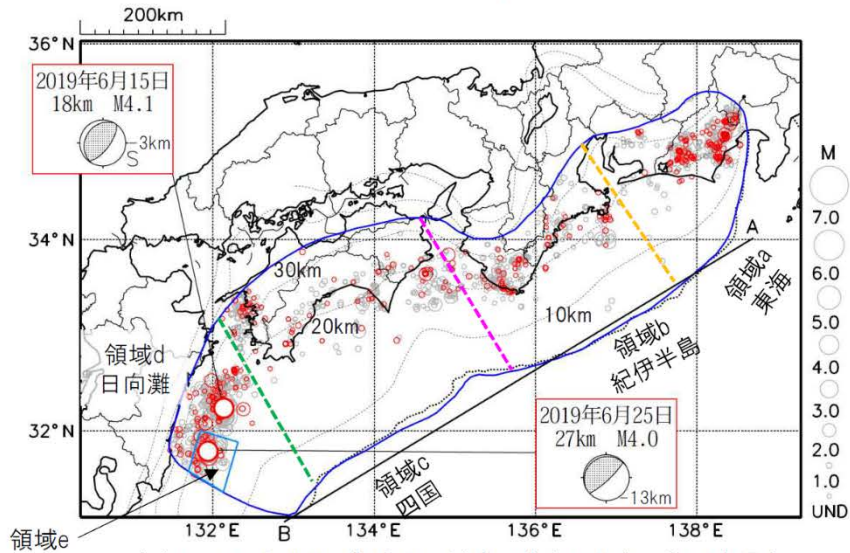 200km
36°N
34°N
32°N
132°E
134°E
136°E
138°E
2019年6月15日
18km M4.1
3km
S
30km
20km
10km
領域d
日向灘
領域e
領域c
四国
領域b
紀伊半島
領域a
東海
A
B
2019年6月25日
27km M4.0
13km
M
7.0
6.0
5.0
4.0
3.0
2.0
1.0
UND